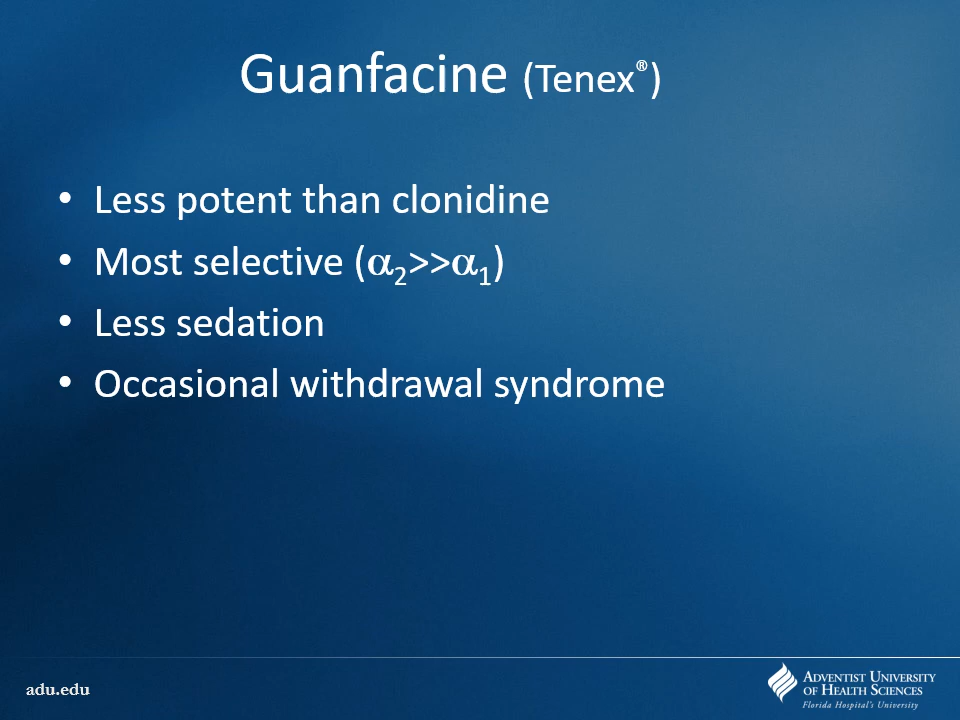 Guanfacine (Tenex®)
• Less potent than clonidine
• Most selective (α₂>>α₁)
• Less sedation
• Occasional withdrawal syndrome
adu.edu
ADVENTIST UNIVERSITY
OF HEALTH SCIENCES
Florida Hospital's University